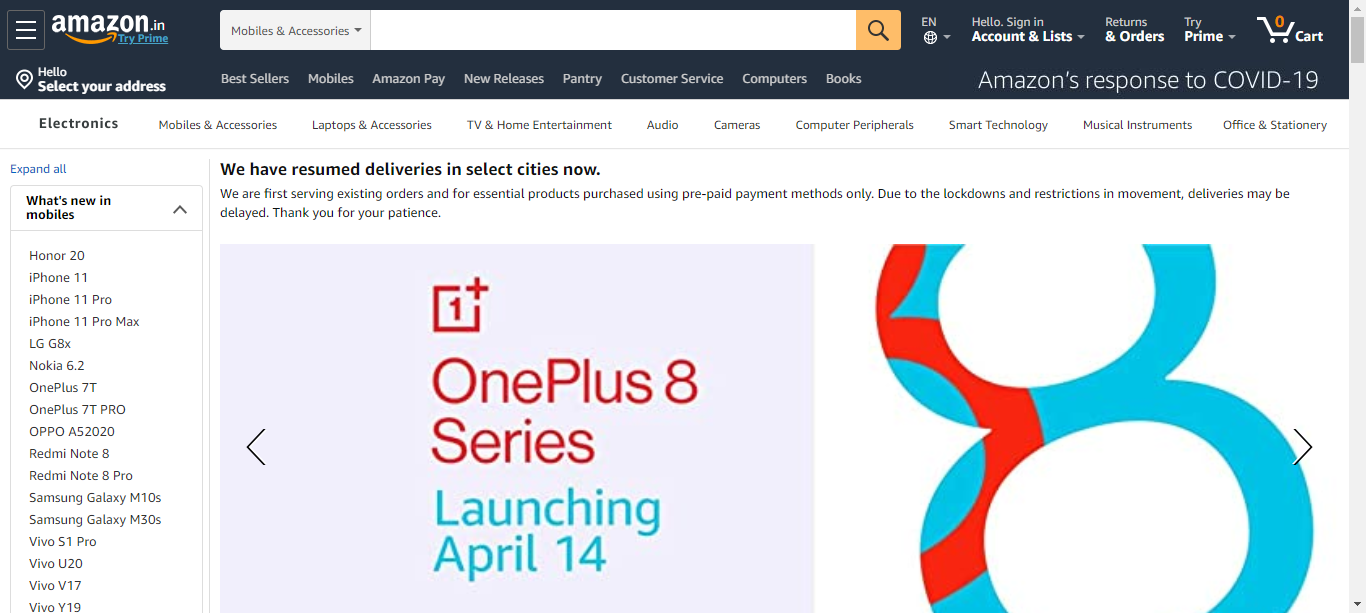 amazon.in
Try Prime
Mobiles & Accessories
EN
Hello. Sign in
Account & Lists
Returns
& Orders
Try
Prime
0
Cart
Hello
Select your address
Best Sellers
Mobiles
Amazon Pay
New Releases
Pantry
Customer Service
Computers
Books
Amazon's response to COVID-19
Electronics
Mobiles & Accessories
Laptops & Accessories
TV & Home Entertainment
Audio
Cameras
Computer Peripherals
Smart Technology
Musical Instruments
Office & Stationery
Expand all
What's new in
mobiles
Honor 20
iPhone 11
iPhone 11 Pro
iPhone 11 Pro Max
LG G8x
Nokia 6.2
OnePlus 7T
OnePlus 7T PRO
OPPO A52020
Redmi Note 8
Redmi Note 8 Pro
Samsung Galaxy M10s
Samsung Galaxy M30s
Vivo S1 Pro
Vivo U20
Vivo V17
Vivo Y19
We have resumed deliveries in select cities now.
We are first serving existing orders and for essential products purchased using pre-paid payment methods only. Due to the lockdowns and restrictions in movement, deliveries may be
delayed. Thank you for your patience.
1+
OnePlus 8
Series
Launching
April 14
8